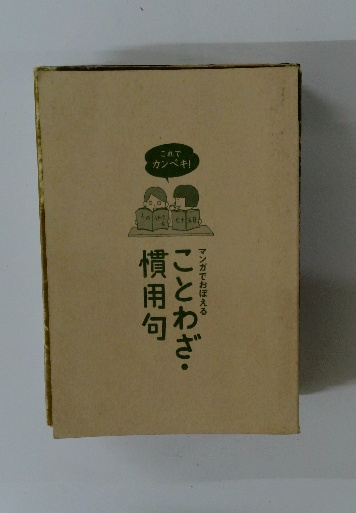 これで
カンペキ!
マンガでおぼえる
ことわざ・
慣用句